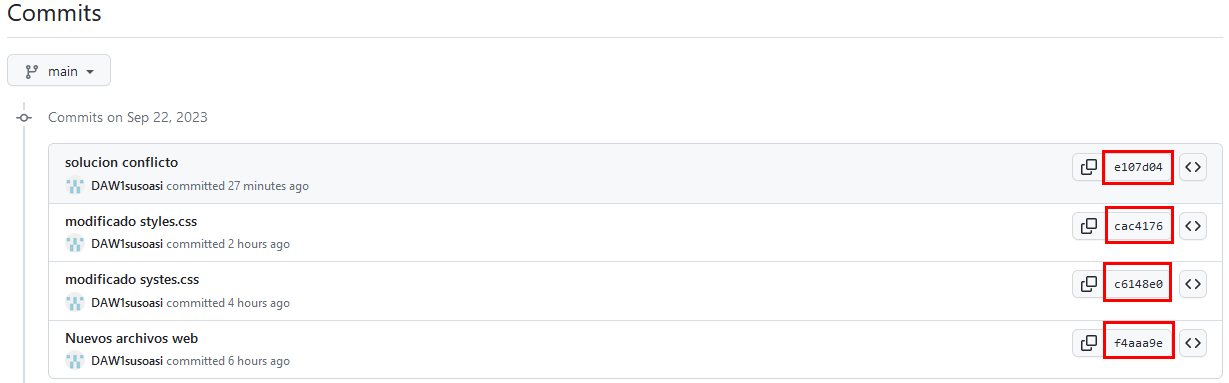 Commits
main
Commits on Sep 22, 2023
solucion conflicto
e107d04
DAW1susoasi committed 27 minutes ago
modificado styles.css
cac4176
DAW1susoasi committed 2 hours ago
modificado systes.css
c6148e0
DAW1susoasi committed 4 hours ago
Nuevos archivos web
f4aaa9e
DAW1susoasi committed 6 hours ago